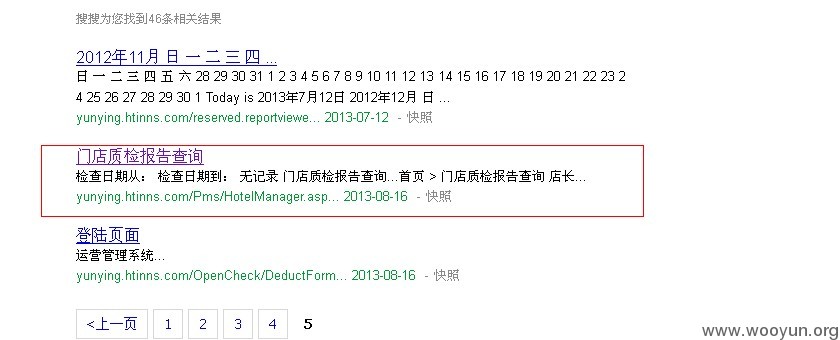 搜搜为您找到46条相关结果
2012年11月 日 一 二 三 四 ...
日 一 二 三 四 五 六 28 29 30 31 1 2 3 4 5 6 7 8 9 10 11 12 13 14 15 16 17 18 19 20 21 22 23 2
4 25 26 27 28 29 30 1 Today is 2013年7月12日 2012年12月 日 ...
yunying.htinns.com/reserved.reportviewe... 2013-07-12 - 快照
门店质检报告查询
检查日期从： 检查日期到： 无记录 门店质检报告查询...首页 > 门店质检报告查询 店长...
yunying.htinns.com/Pms/HotelManager.asp... 2013-08-16 - 快照
登陆页面
运营管理系统...
yunying.htinns.com/OpenCheck/DeductForm... 2013-08-16 - 快照
<上一页 1 2 3 4 5
www.wooyun.org